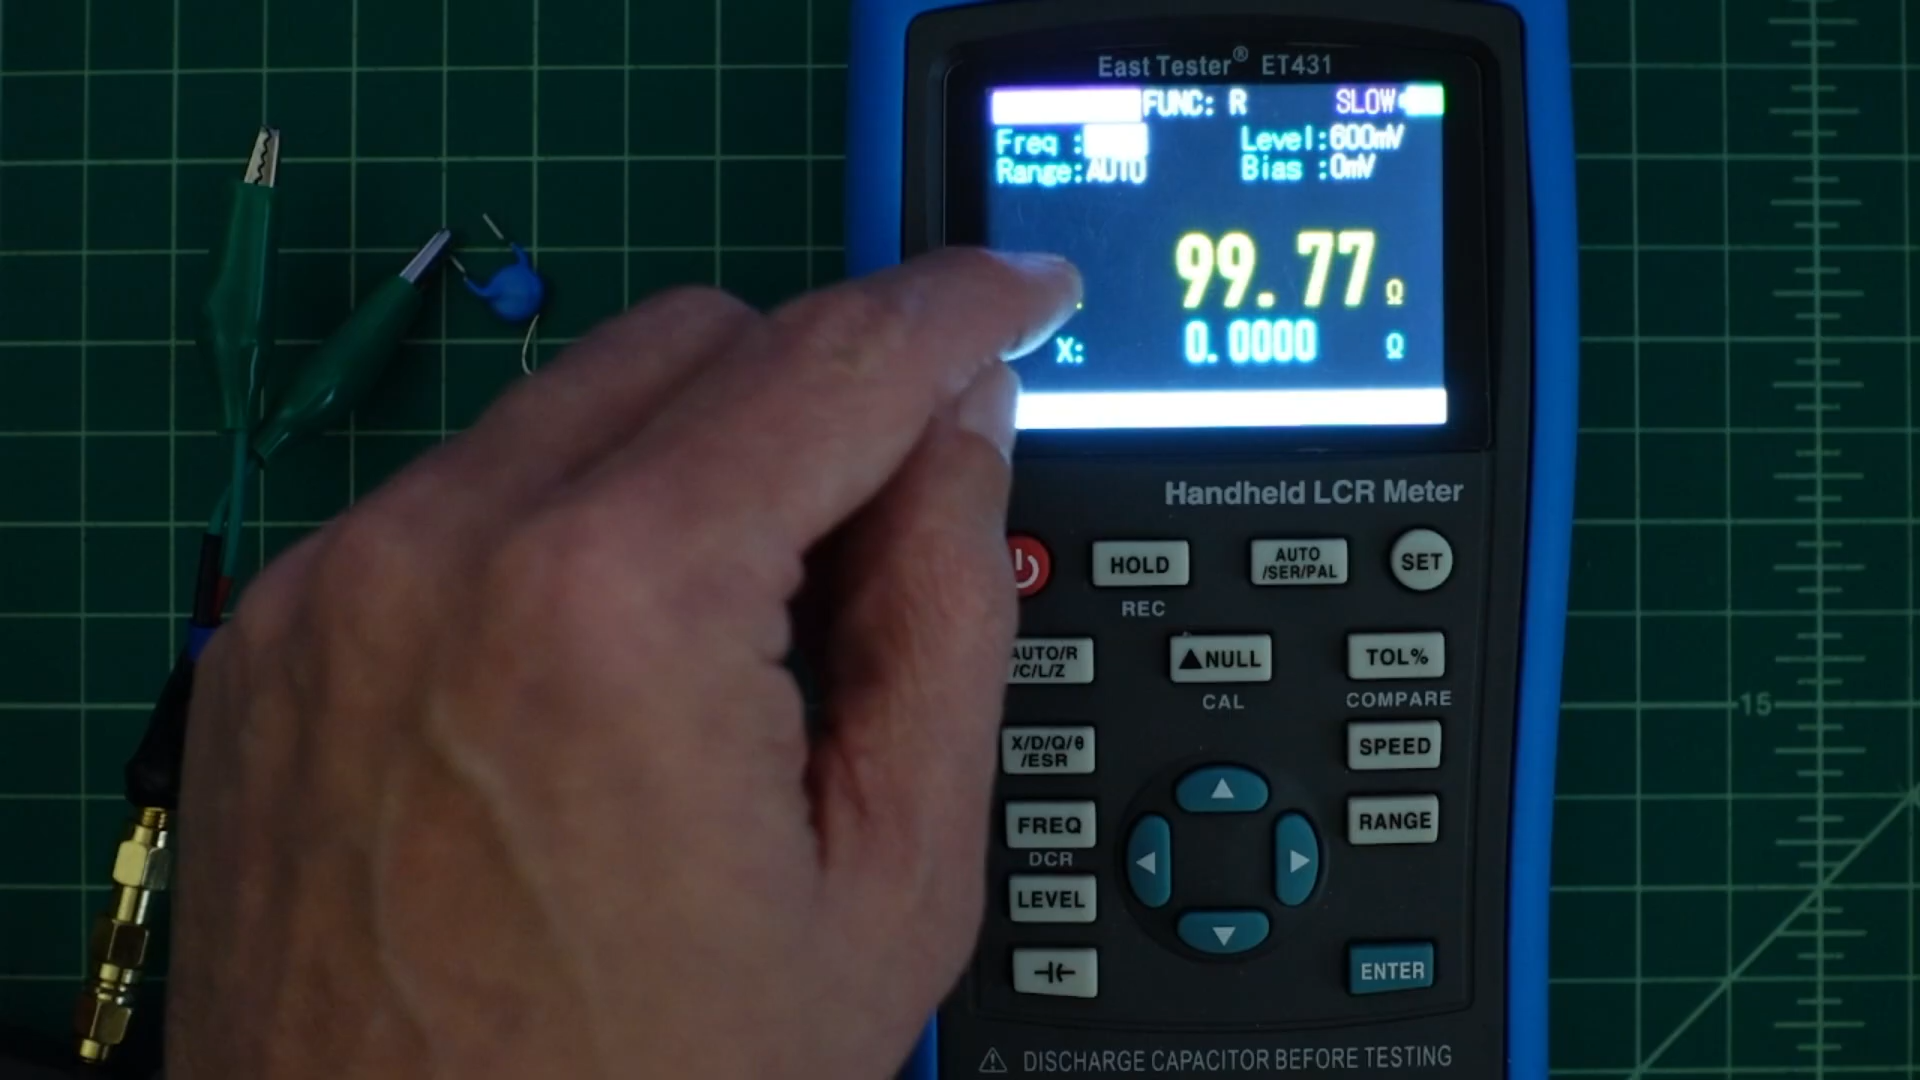 East Tester® ET431
FUNC: R SLOW
Freq : Level:600mV
Range:AUTO Bias :0mV
99.77 Ω
X: 0.0000 Ω
Handheld LCR Meter
HOLD
AUTO
/SER/PAL
SET
REC
AUTO/R
/C/L/Z
▲NULL
TOL%
CAL
COMPARE
X/D/Q/θ
/ESR
SPEED
FREQ
RANGE
DCR
LEVEL
ENTER
⚠ DISCHARGE CAPACITOR BEFORE TESTING
15